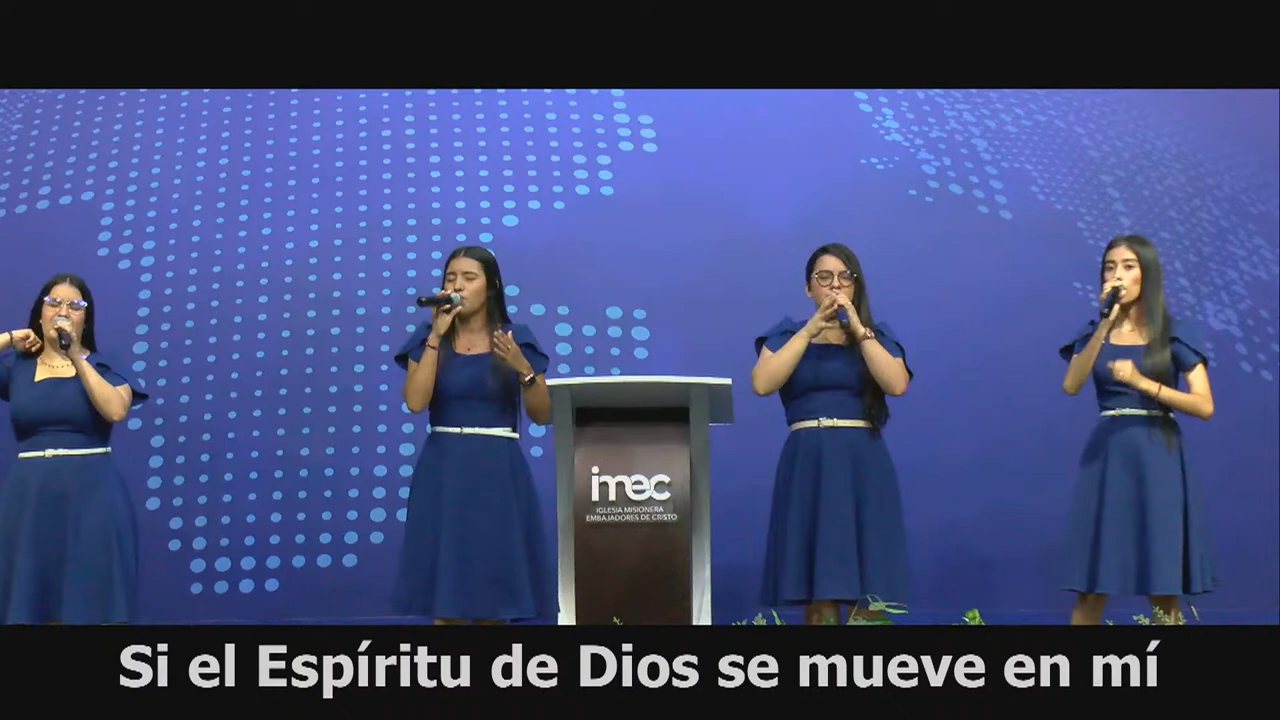 imec
IGLESIA MISIONERA
EMBAJADORES DE CRISTO
Si el Espíritu de Dios se mueve en mí